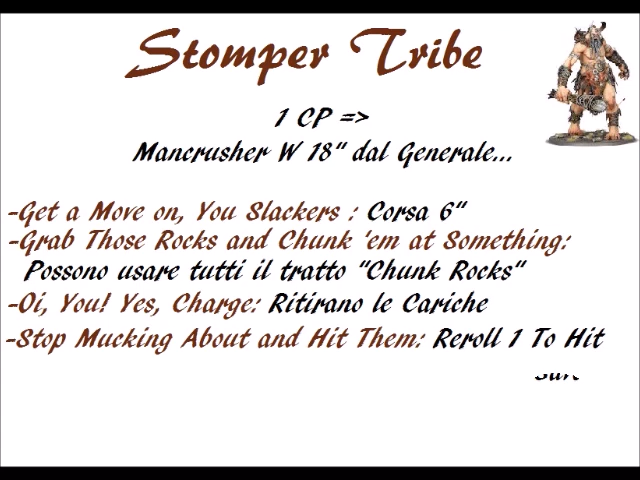 Stomper Tribe
1 CP =>
Mancrusher W 18" dal Generale...
-Get a Move on, You Slackers : Corsa 6"
-Grab Those Rocks and Chunk 'em at Something:
Possono usare tutti il tratto "Chunk Rocks"
-Oi, You! Yes, Charge: Ritirano le Cariche
-Stop Mucking About and Hit Them: Reroll 1 To Hit